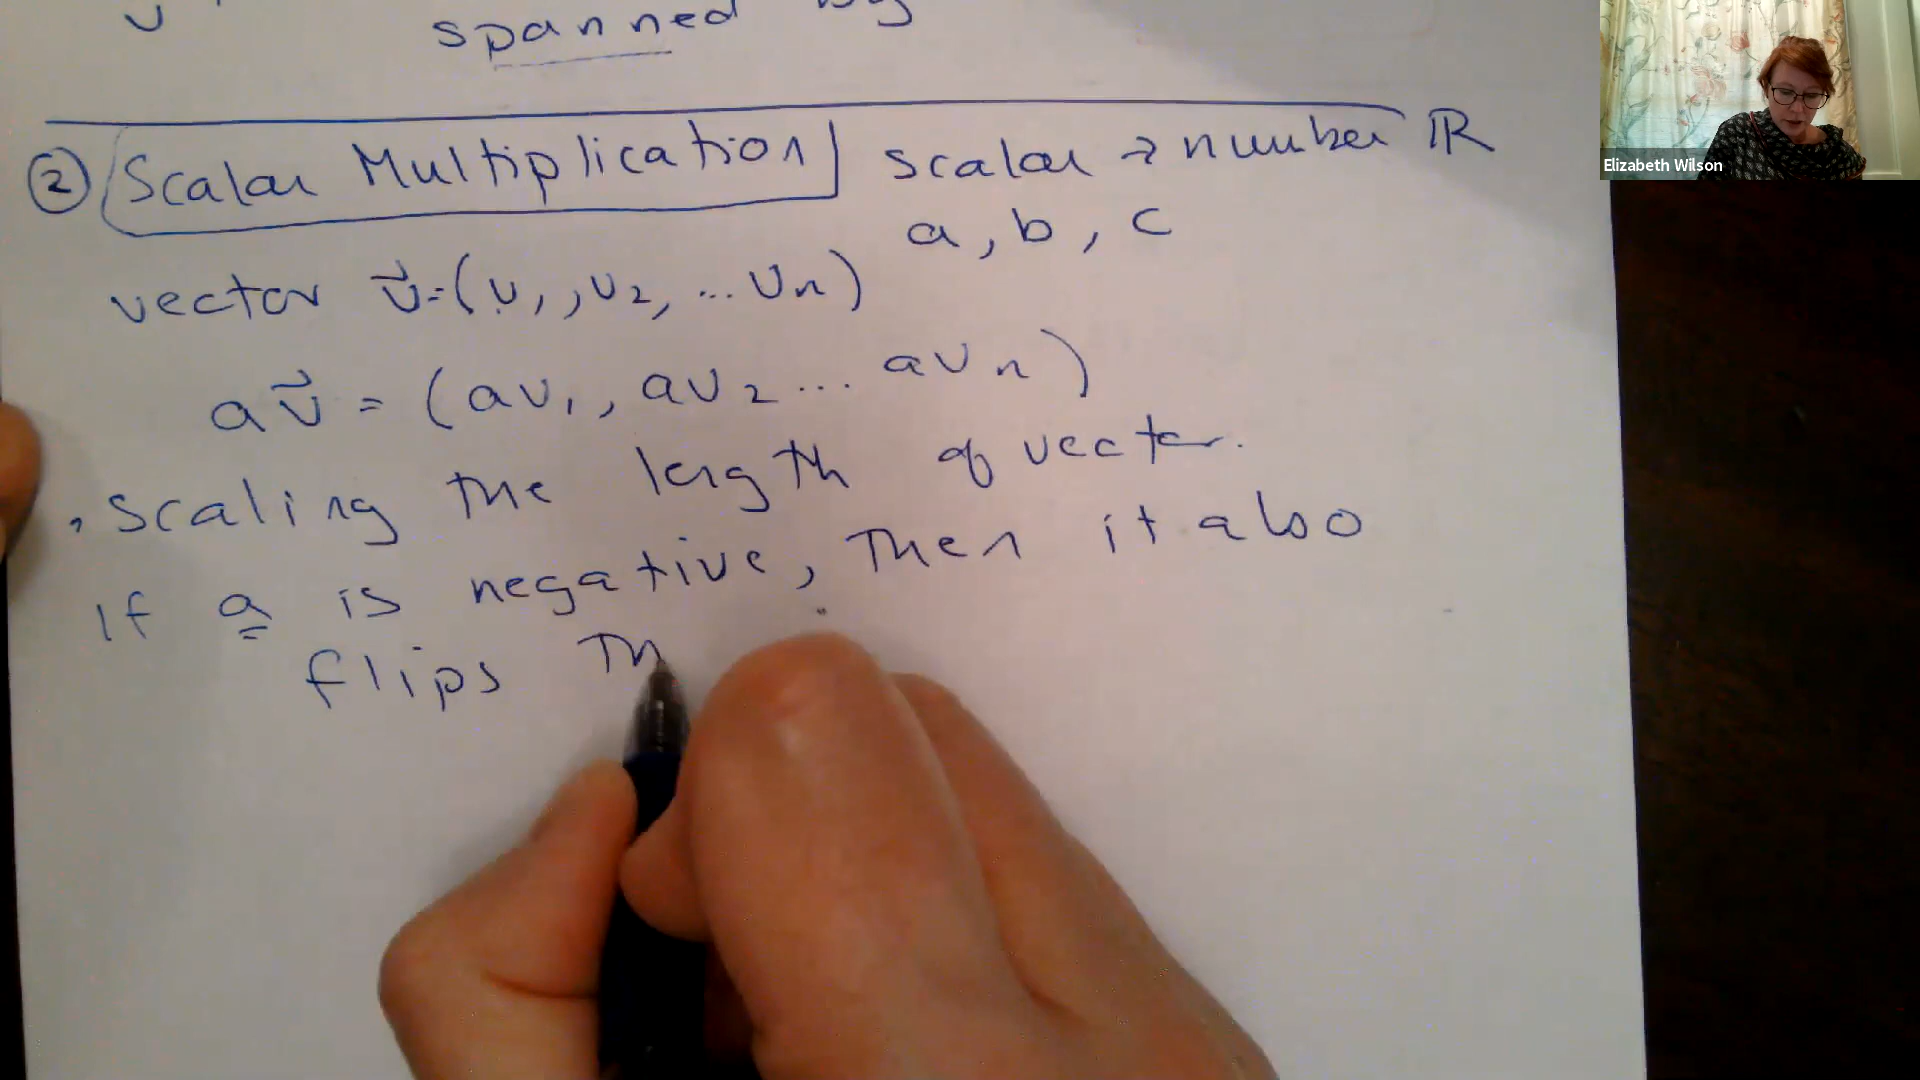 spanned by
② Scalar Multiplication scalar → number ℝ
a, b, c
vector v⃗=(v₁, v₂, ... vₙ)
av⃗ = (av₁, av₂ ... avₙ)
. Scaling the length of vector.
If a is negative, then it also
flips th
Elizabeth Wilson